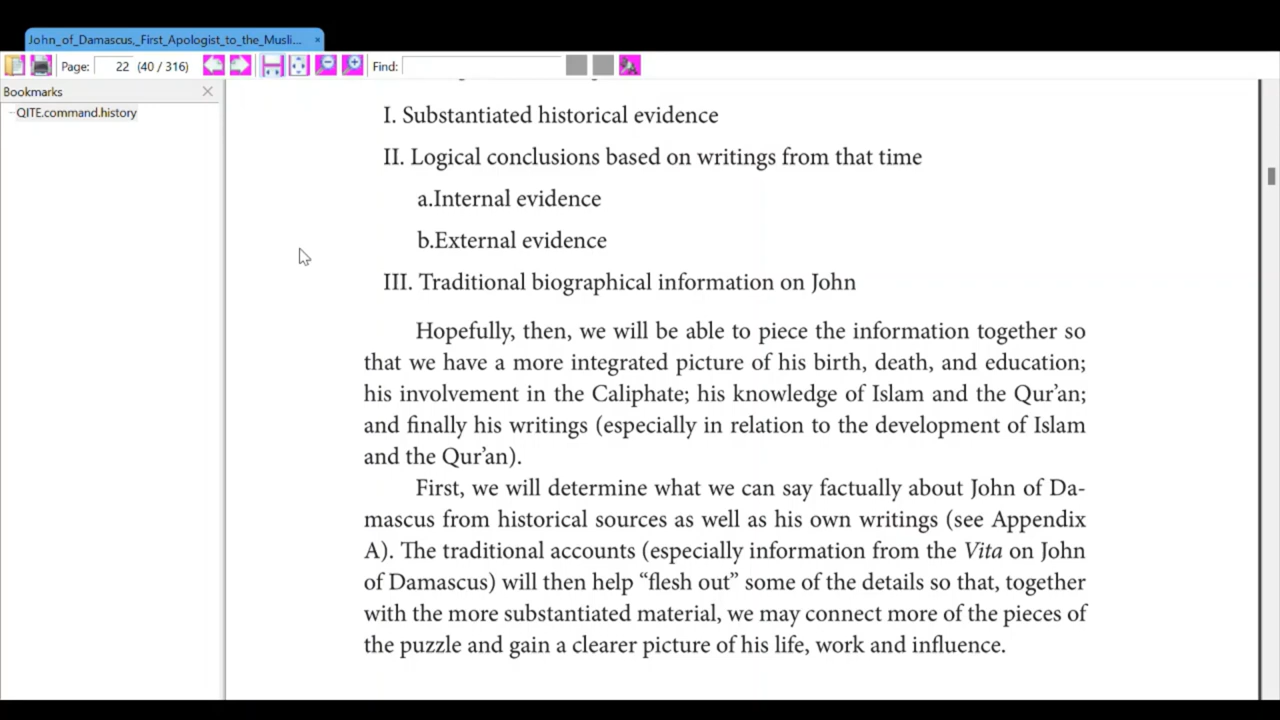 John_of_Damascus,_First_Apologist_to_the_Musli...
Page: 22 (40 / 316) Find:
Bookmarks
QITE.command.history
I. Substantiated historical evidence
II. Logical conclusions based on writings from that time
a.Internal evidence
b.External evidence
III. Traditional biographical information on John
Hopefully, then, we will be able to piece the information together so
that we have a more integrated picture of his birth, death, and education;
his involvement in the Caliphate; his knowledge of Islam and the Qur’an;
and finally his writings (especially in relation to the development of Islam
and the Qur’an).
First, we will determine what we can say factually about John of Da-
mascus from historical sources as well as his own writings (see Appendix
A). The traditional accounts (especially information from the Vita on John
of Damascus) will then help “flesh out” some of the details so that, together
with the more substantiated material, we may connect more of the pieces of
the puzzle and gain a clearer picture of his life, work and influence.